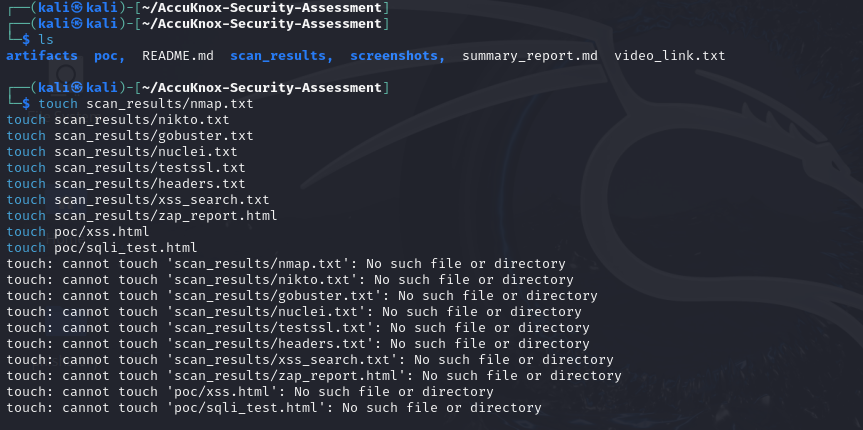 ┌──(kali㉿kali)-[~/AccuKnox-Security-Assessment]
┌──(kali㉿kali)-[~/AccuKnox-Security-Assessment]
└─$ ls
artifacts  poc,  README.md  scan_results,  screenshots,  summary_report.md  video_link.txt
┌──(kali㉿kali)-[~/AccuKnox-Security-Assessment]
└─$ touch scan_results/nmap.txt
touch scan_results/nikto.txt
touch scan_results/gobuster.txt
touch scan_results/nuclei.txt
touch scan_results/testssl.txt
touch scan_results/headers.txt
touch scan_results/xss_search.txt
touch scan_results/zap_report.html
touch poc/xss.html
touch poc/sqli_test.html
touch: cannot touch 'scan_results/nmap.txt': No such file or directory
touch: cannot touch 'scan_results/nikto.txt': No such file or directory
touch: cannot touch 'scan_results/gobuster.txt': No such file or directory
touch: cannot touch 'scan_results/nuclei.txt': No such file or directory
touch: cannot touch 'scan_results/testssl.txt': No such file or directory
touch: cannot touch 'scan_results/headers.txt': No such file or directory
touch: cannot touch 'scan_results/xss_search.txt': No such file or directory
touch: cannot touch 'scan_results/zap_report.html': No such file or directory
touch: cannot touch 'poc/xss.html': No such file or directory
touch: cannot touch 'poc/sqli_test.html': No such file or directory